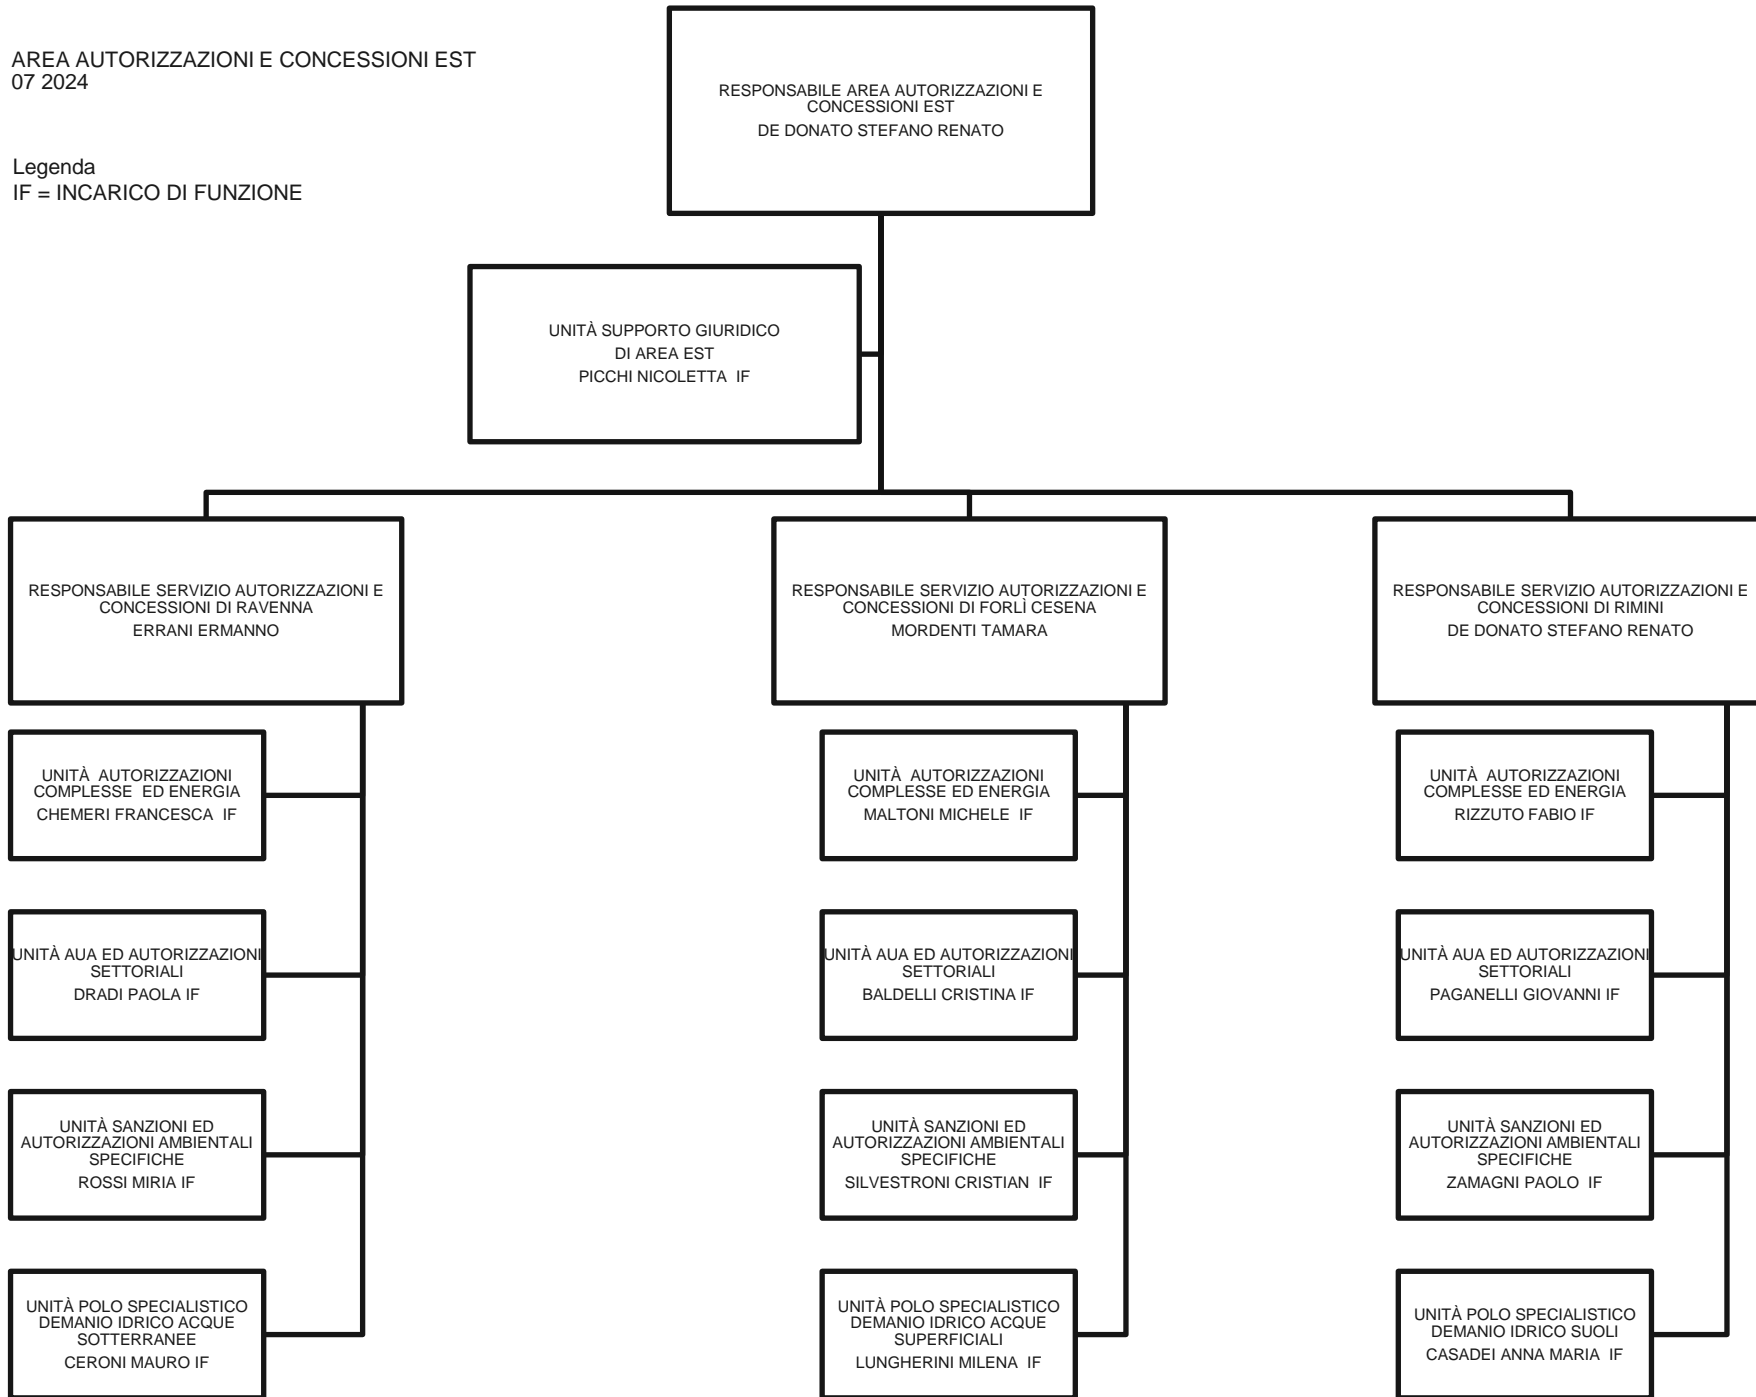 AREA AUTORIZZAZIONI E CONCESSIONI EST
07 2024
Legenda
IF = INCARICO DI FUNZIONE
RESPONSABILE AREA AUTORIZZAZIONI E
CONCESSIONI EST
DE DONATO STEFANO RENATO
UNITÀ SUPPORTO GIURIDICO
DI AREA EST
PICCHI NICOLETTA IF
RESPONSABILE SERVIZIO AUTORIZZAZIONI E
CONCESSIONI DI RAVENNA
ERRANI ERMANNO
RESPONSABILE SERVIZIO AUTORIZZAZIONI E
CONCESSIONI DI FORLÌ CESENA
MORDENTI TAMARA
RESPONSABILE SERVIZIO AUTORIZZAZIONI E
CONCESSIONI DI RIMINI
DE DONATO STEFANO RENATO
UNITÀ AUTORIZZAZIONI
COMPLESSE ED ENERGIA
CHEMERI FRANCESCA IF
UNITÀ AUTORIZZAZIONI
COMPLESSE ED ENERGIA
MALTONI MICHELE IF
UNITÀ AUTORIZZAZIONI
COMPLESSE ED ENERGIA
RIZZUTO FABIO IF
UNITÀ AUA ED AUTORIZZAZIONI
SETTORIALI
DRADI PAOLA IF
UNITÀ AUA ED AUTORIZZAZIONI
SETTORIALI
BALDELLI CRISTINA IF
UNITÀ AUA ED AUTORIZZAZIONI
SETTORIALI
PAGANELLI GIOVANNI IF
UNITÀ SANZIONI ED
AUTORIZZAZIONI AMBIENTALI
SPECIFICHE
ROSSI MIRIA IF
UNITÀ SANZIONI ED
AUTORIZZAZIONI AMBIENTALI
SPECIFICHE
SILVESTRONI CRISTIAN IF
UNITÀ SANZIONI ED
AUTORIZZAZIONI AMBIENTALI
SPECIFICHE
ZAMAGNI PAOLO IF
UNITÀ POLO SPECIALISTICO
DEMANIO IDRICO ACQUE
SOTTERRANEE
CERONI MAURO IF
UNITÀ POLO SPECIALISTICO
DEMANIO IDRICO ACQUE
SUPERFICIALI
LUNGHERINI MILENA IF
UNITÀ POLO SPECIALISTICO
DEMANIO IDRICO SUOLI
CASADEI ANNA MARIA IF